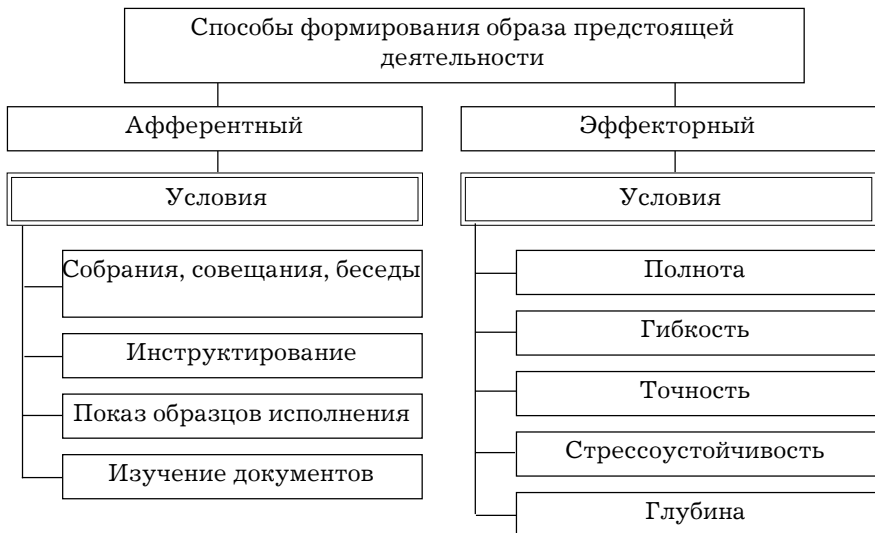 Способы формирования образа предстоящей
деятельности
Афферентный
Эффекторный
Условия
Условия
Собрания, совещания, беседы
Инструктирование
Показ образцов исполнения
Изучение документов
Полнота
Гибкость
Точность
Стрессоустойчивость
Глубина